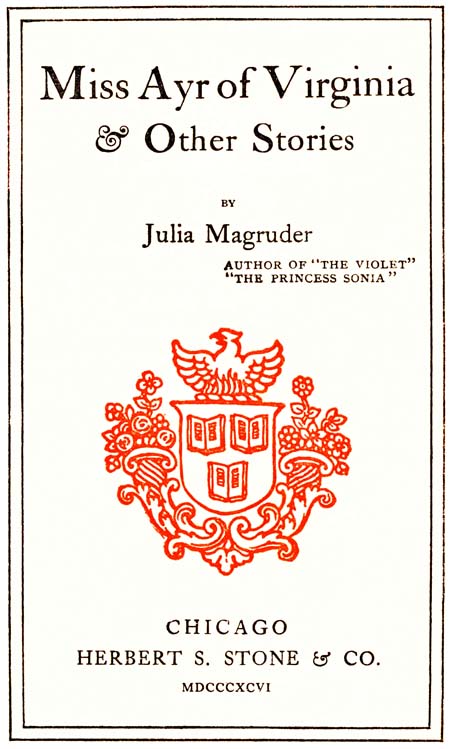 Miss Ayr of Virginia
& Other Stories
BY
Julia Magruder
AUTHOR OF "THE VIOLET"
"THE PRINCESS SONIA"
CHICAGO
HERBERT S. STONE & CO.
MDCCCXCVI